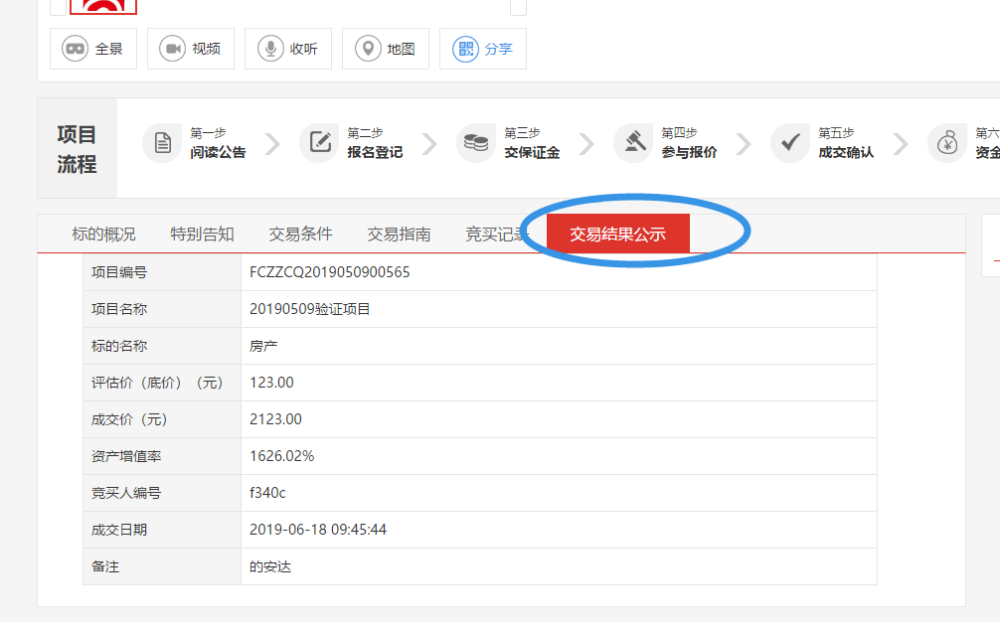 全景 视频 收听 地图 分享
项目流程
第一步
阅读公告
第二步
报名登记
第三步
交保证金
第四步
参与报价
第五步
成交确认
第六
资金
标的概况 特别告知 交易条件 交易指南 竞买记录 交易结果公示
项目编号 FCZZCQ2019050900565
项目名称 20190509验证项目
标的名称 房产
评估价（底价）（元） 123.00
成交价（元） 2123.00
资产增值率 1626.02%
竞买人编号 f340c
成交日期 2019-06-18 09:45:44
备注 的安达